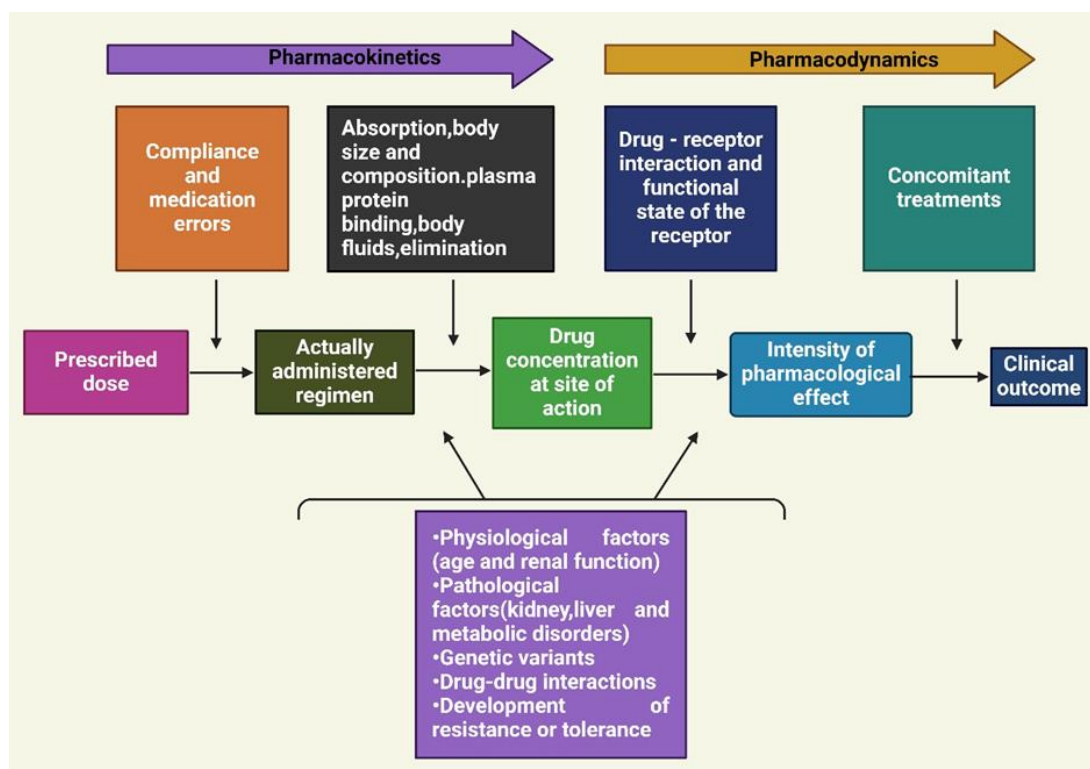 Pharmacokinetics
Pharmacodynamics
Compliance
and
medication
errors
Absorption,body
size and
composition.plasma
protein
binding,body
fluids,elimination
Drug - receptor
interaction and
functional
state of the
receptor
Concomitant
treatments
Prescribed
dose
Actually
administered
regimen
Drug
concentration
at site of
action
Intensity of
pharmacological
effect
Clinical
outcome
•Physiological factors
(age and renal function)
•Pathological
factors(kidney,liver and
metabolic disorders)
•Genetic variants
•Drug-drug interactions
•Development of
resistance or tolerance